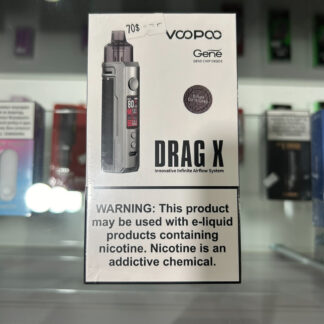 70$
VOOPOO
Gene
80
DRAG X
Innovative Infinite Airflow System
WARNING: This product
may be used with e-liquid
products containing
nicotine. Nicotine is an
addictive chemical.